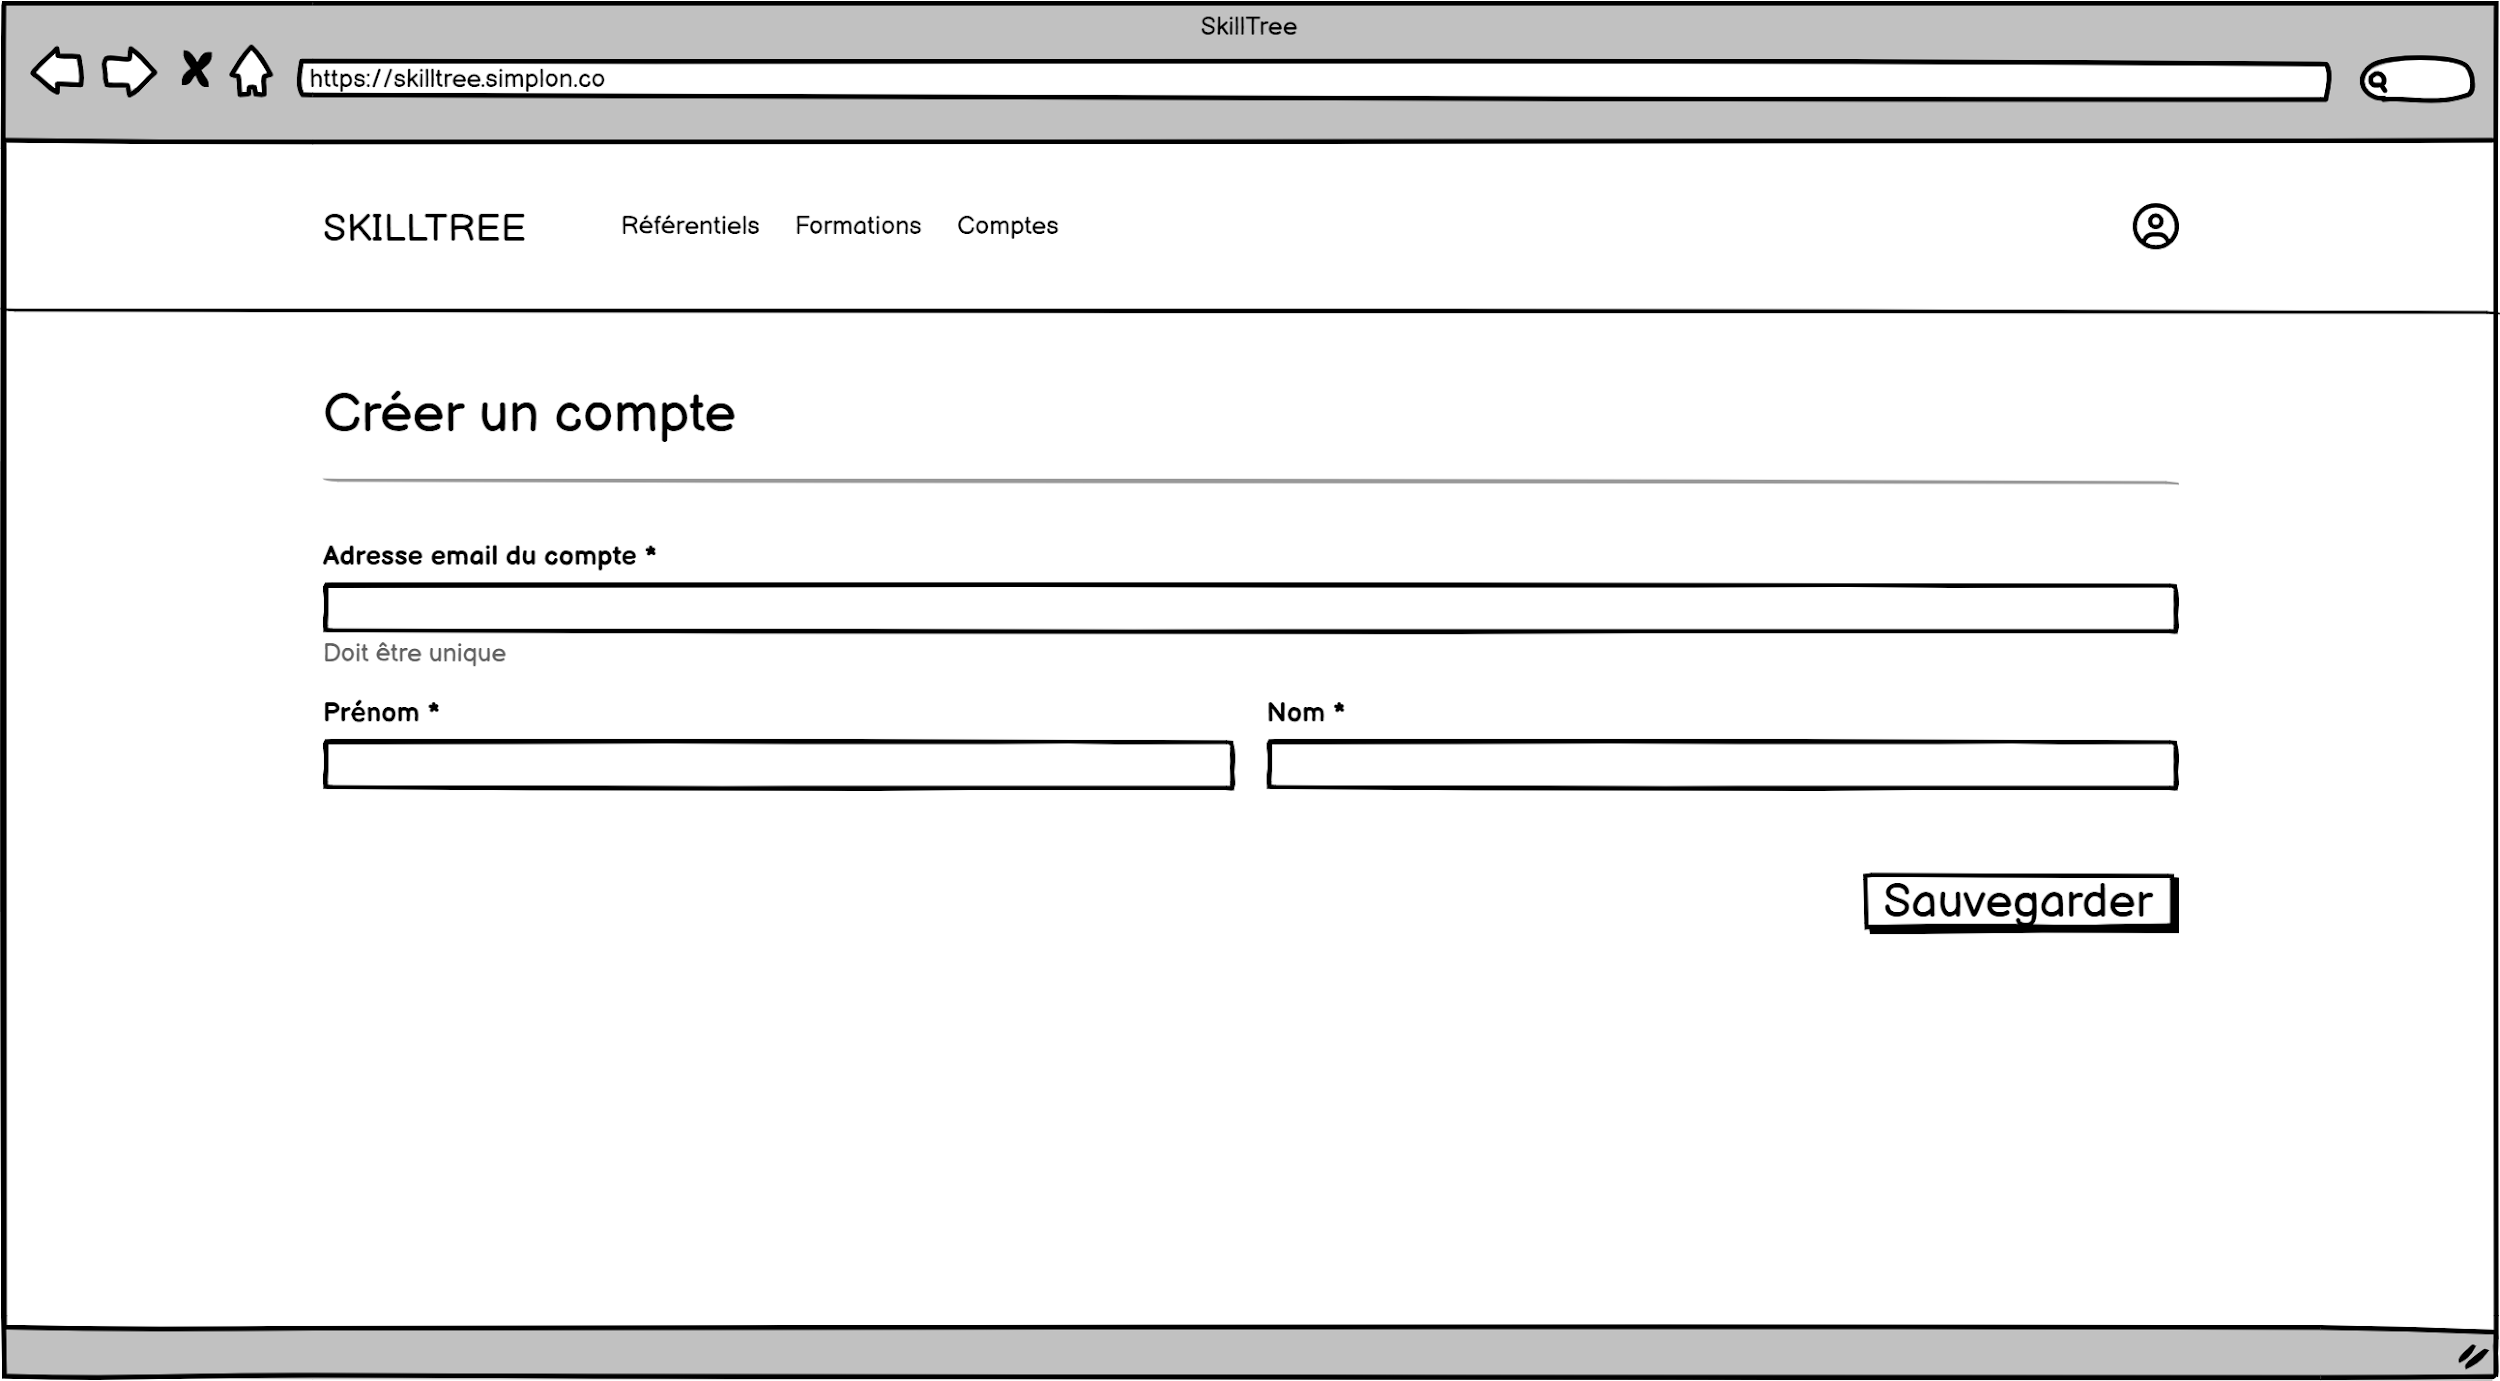 SkillTree
https://skilltree.simplon.co
SKILLTREE Référentiels Formations Comptes
Créer un compte
Adresse email du compte *
Doit être unique
Prénom * Nom *
Sauvegarder